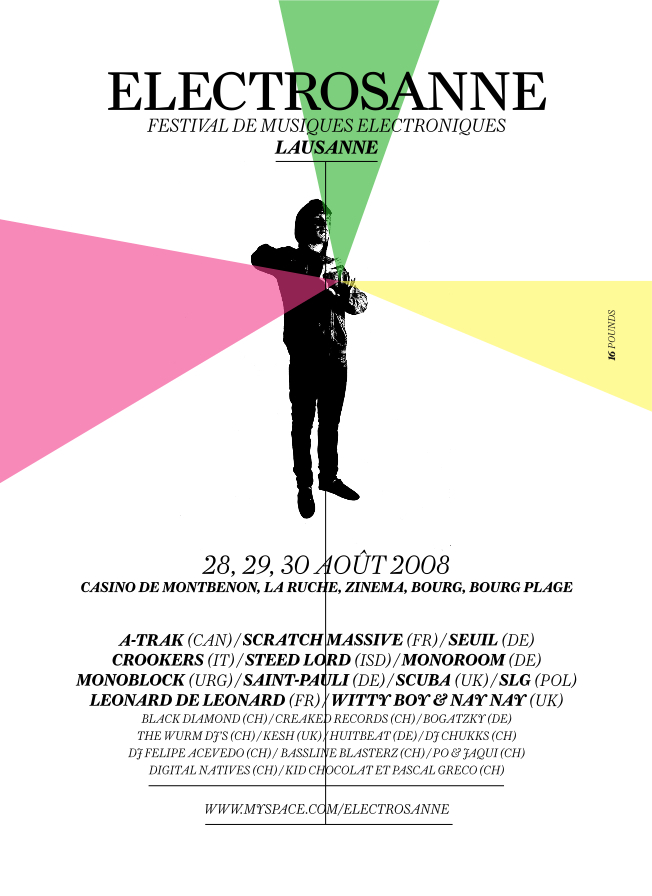 ELECTROSANNE
FESTIVAL DE MUSIQUES ELECTRONIQUES
LAUSANNE
16 POUNDS
28, 29, 30 AOÛT 2008
CASINO DE MONTBENON, LA RUCHE, ZINEMA, BOURG, BOURG PLAGE
A-TRAK (CAN) / SCRATCH MASSIVE (FR) / SEUIL (DE)
CROOKERS (IT) / STEED LORD (ISD) / MONOROOM (DE)
MONOBLOCK (URG) / SAINT-PAULI (DE) / SCUBA (UK) / SLG (POL)
LEONARD DE LEONARD (FR) / WITTY BOY & NAY NAY (UK)
BLACK DIAMOND (CH) / CREAKED RECORDS (CH) / BOGATZKY (DE)
THE WURM DJ'S (CH) / KESH (UK) / HUITBEAT (DE) / DJ CHUKKS (CH)
DJ FELIPE ACEVEDO (CH) / BASSLINE BLASTERZ (CH) / PO & JAQUI (CH)
DIGITAL NATIVES (CH) / KID CHOCOLAT ET PASCAL GRECO (CH)
WWW.MYSPACE.COM/ELECTROSANNE